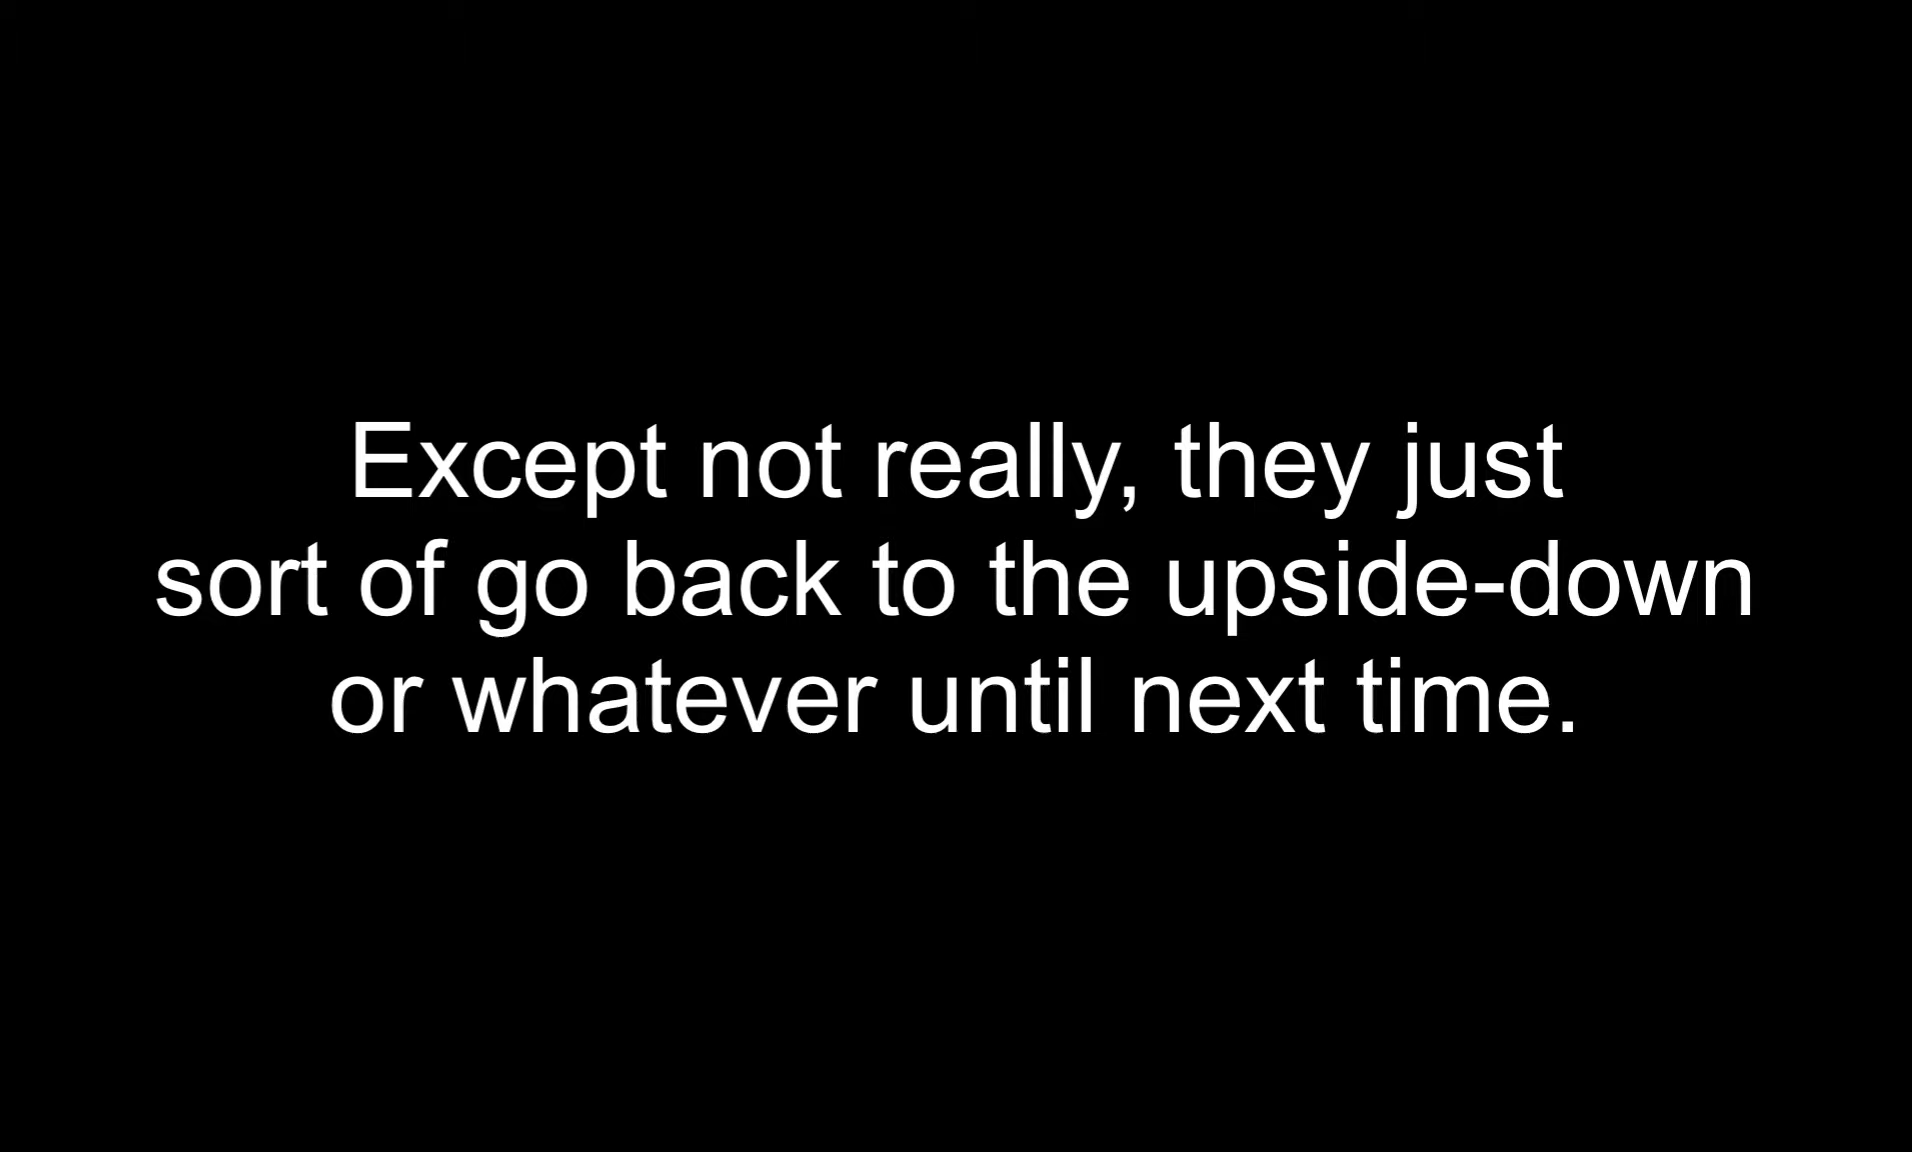 Except not really, they just
sort of go back to the upside-down
or whatever until next time.